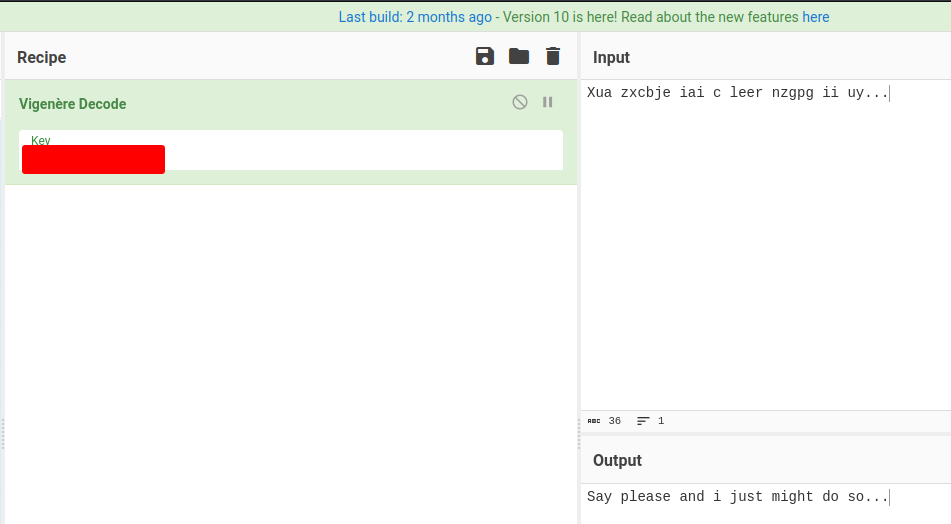 Last build: 2 months ago - Version 10 is here! Read about the new features here
Recipe
Input
Vigenère Decode
Key
Xua zxcbje iai c leer nzgpg ii uy...
ABC 36 1
Output
Say please and i just might do so...